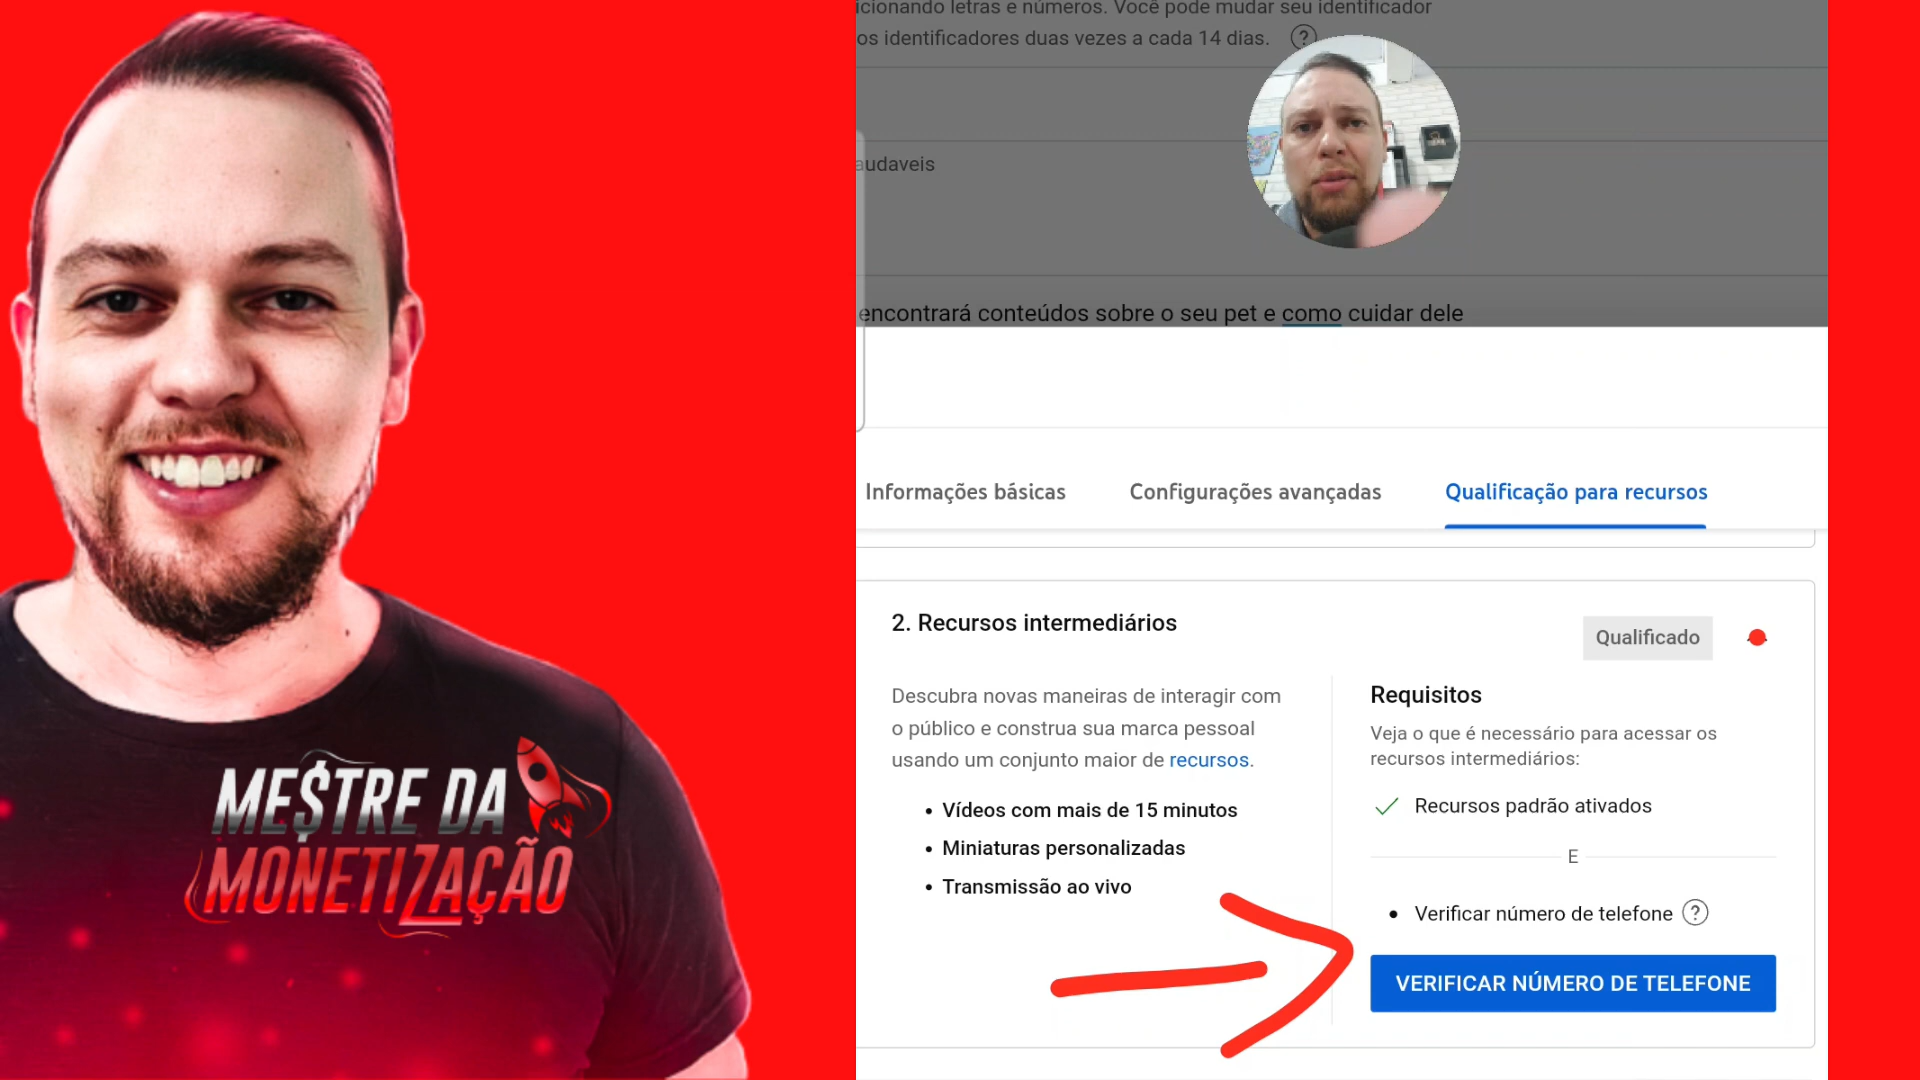 ME$TRE DA
MONETIZAÇÃO
icionando letras e números. Você pode mudar seu identificador
os identificadores duas vezes a cada 14 dias. ?
audaveis
encontrará conteúdos sobre o seu pet e como cuidar dele
Informações básicas
Configurações avançadas
Qualificação para recursos
2. Recursos intermediários
Qualificado
Descubra novas maneiras de interagir com
o público e construa sua marca pessoal
usando um conjunto maior de recursos.
• Vídeos com mais de 15 minutos
• Miniaturas personalizadas
• Transmissão ao vivo
Requisitos
Veja o que é necessário para acessar os
recursos intermediários:
Recursos padrão ativados
E
• Verificar número de telefone ?
VERIFICAR NÚMERO DE TELEFONE